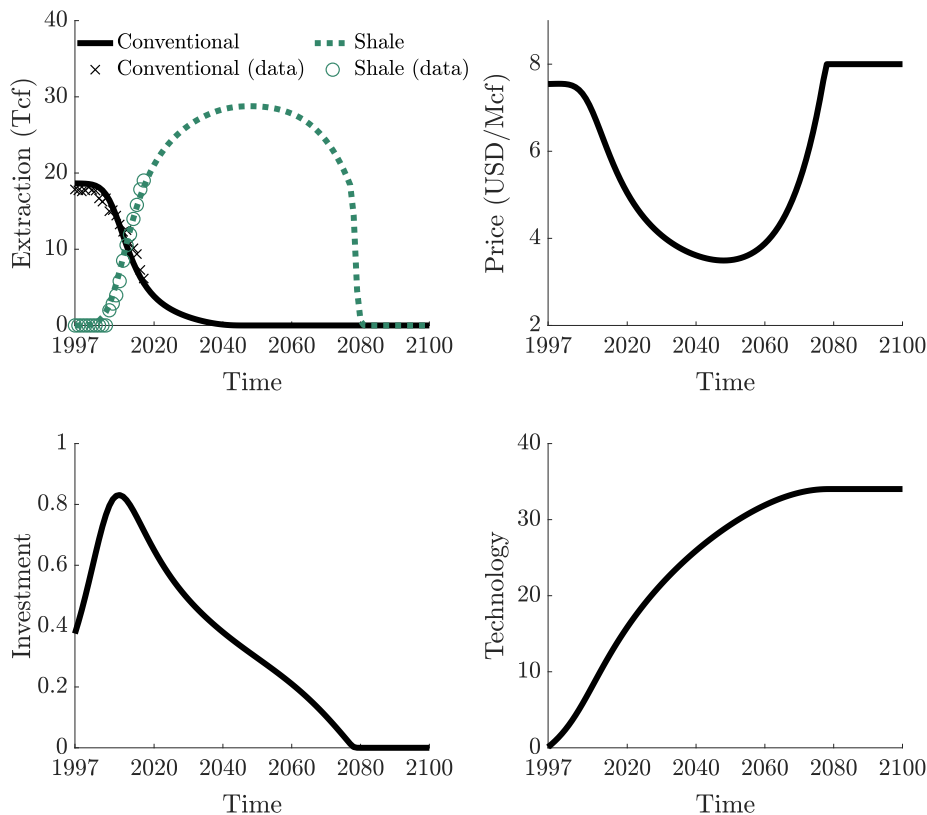 40
30
20
10
0
Extraction (Tcf)
Conventional
Shale
Conventional (data)
Shale (data)
1997 2020 2040 2060 2080 2100
Time
8
6
4
2
Price (USD/Mcf)
1997 2020 2040 2060 2080 2100
Time
1
0.8
0.6
0.4
0.2
0
Investment
1997 2020 2040 2060 2080 2100
Time
40
30
20
10
0
Technology
1997 2020 2040 2060 2080 2100
Time